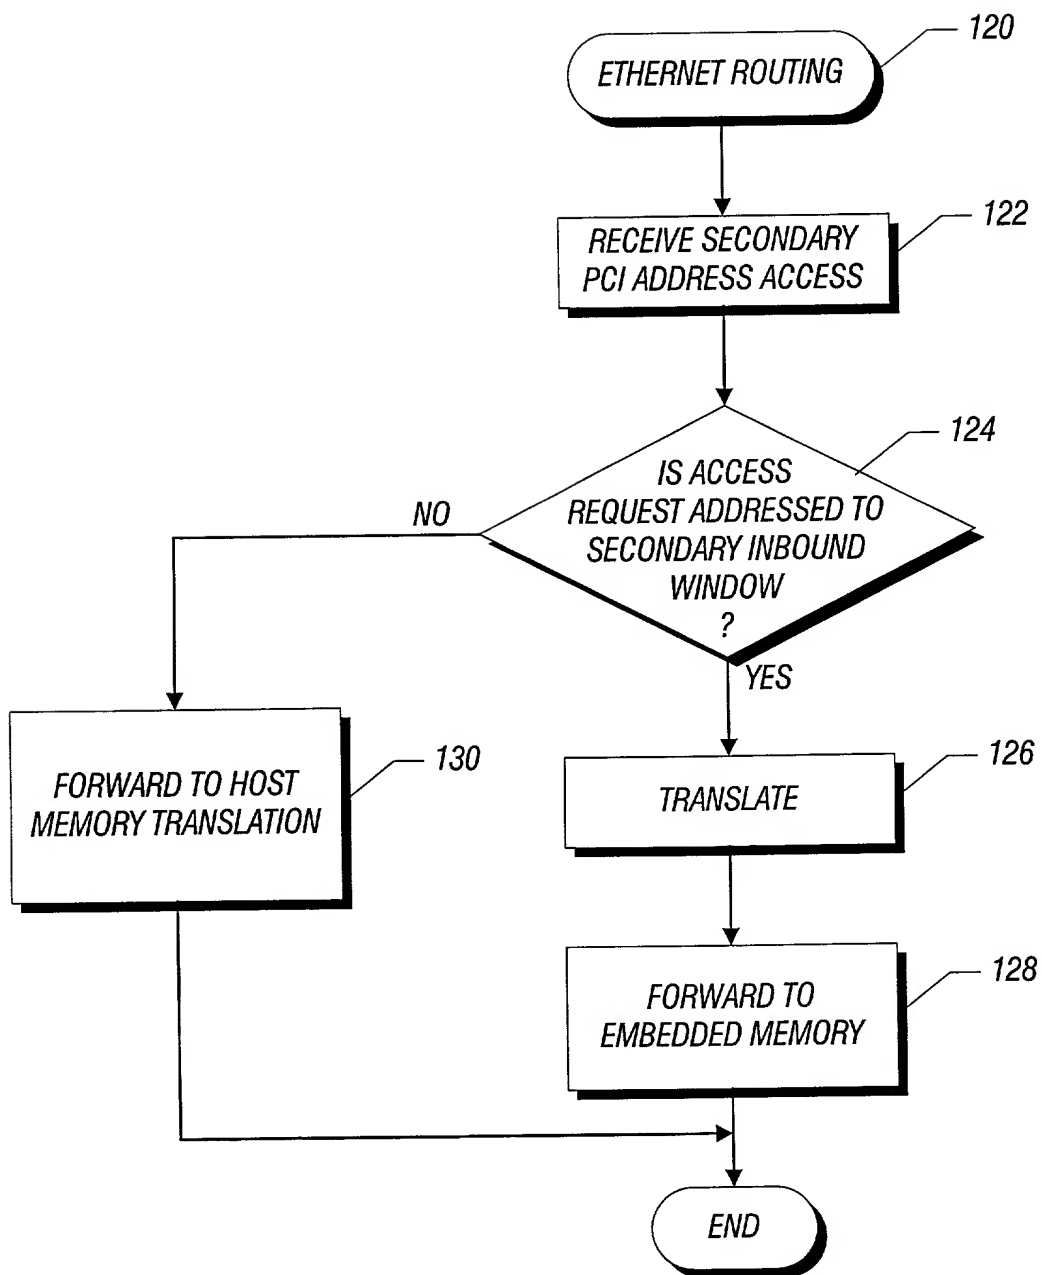 120
ETHERNET ROUTING
122
RECEIVE SECONDARY
PCI ADDRESS ACCESS
124
IS ACCESS
REQUEST ADDRESSED TO
SECONDARY INBOUND
WINDOW
?
NO
YES
130
FORWARD TO HOST
MEMORY TRANSLATION
126
TRANSLATE
128
FORWARD TO
EMBEDDED MEMORY
END